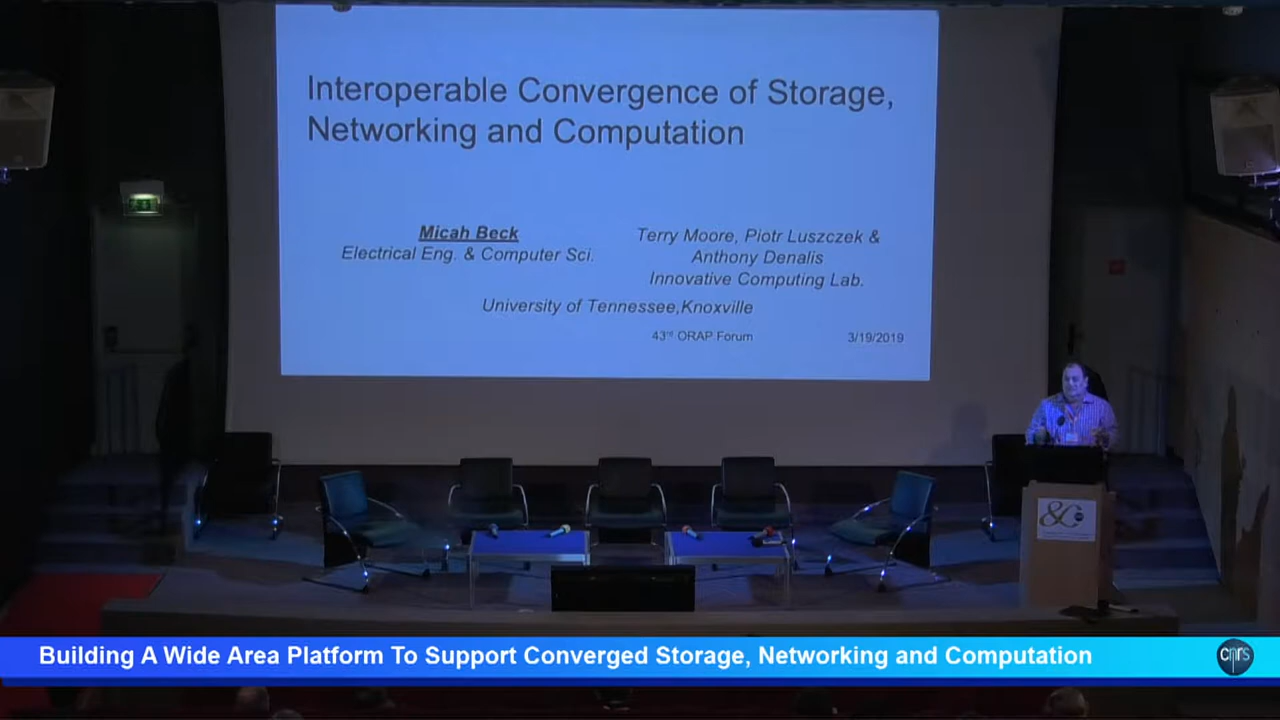 Interoperable Convergence of Storage,
Networking and Computation
Micah Beck
Electrical Eng. & Computer Sci.
Terry Moore, Piotr Luszczek &
Anthony Denalis
Innovative Computing Lab.
University of Tennessee,Knoxville
43rd ORAP Forum
3/19/2019
&C
Building A Wide Area Platform To Support Converged Storage, Networking and Computation
cnrs